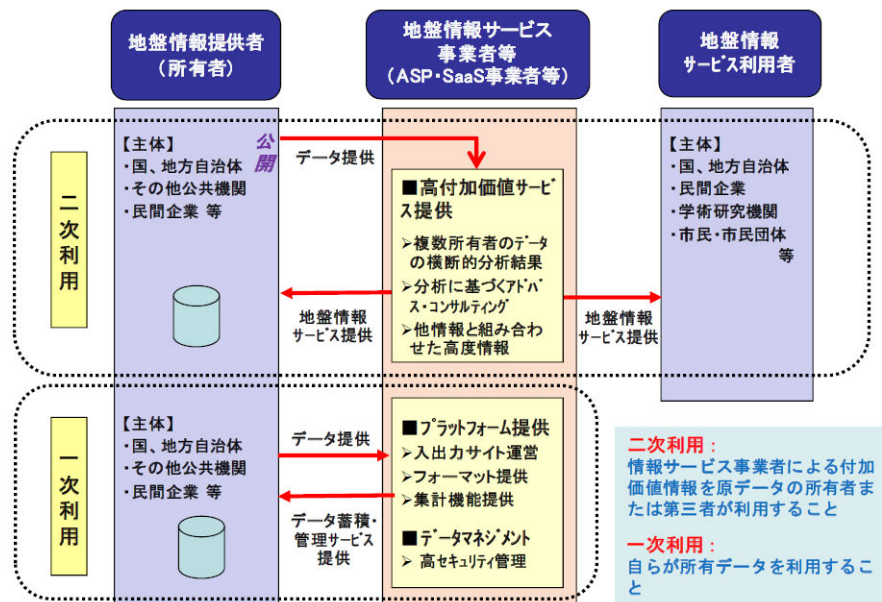 地盤情報提供者
(所有者)
地盤情報サービス
事業者等
(ASP・SaaS事業者等)
地盤情報
サービス利用者
二次利用
【主体】
・国、地方自治体
・その他公共機関
・民間企業 等
公開
データ提供
■高付加価値サービ
ス提供
➢複数所有者のデータ
の横断的分析結果
➢分析に基づくアドバ
ス・コンサルティング
➢他情報と組み合わ
せた高度情報
地盤情報
サービス提供
地盤情報
サービス提供
【主体】
・国、地方自治体
・民間企業
・学術研究機関
・市民・市民団体
等
一次利用
【主体】
・国、地方自治体
・その他公共機関
・民間企業 等
データ提供
データ蓄積・
管理サービス
提供
■プラットフォーム提供
➢入出力サイト運営
➢フォーマット提供
➢集計機能提供
■データマネジメント
➢ 高セキュリティ管理
二次利用：
情報サービス事業者による付加
価値情報を原データの所有者ま
たは第三者が利用すること
一次利用：
自らが所有データを利用するこ
と